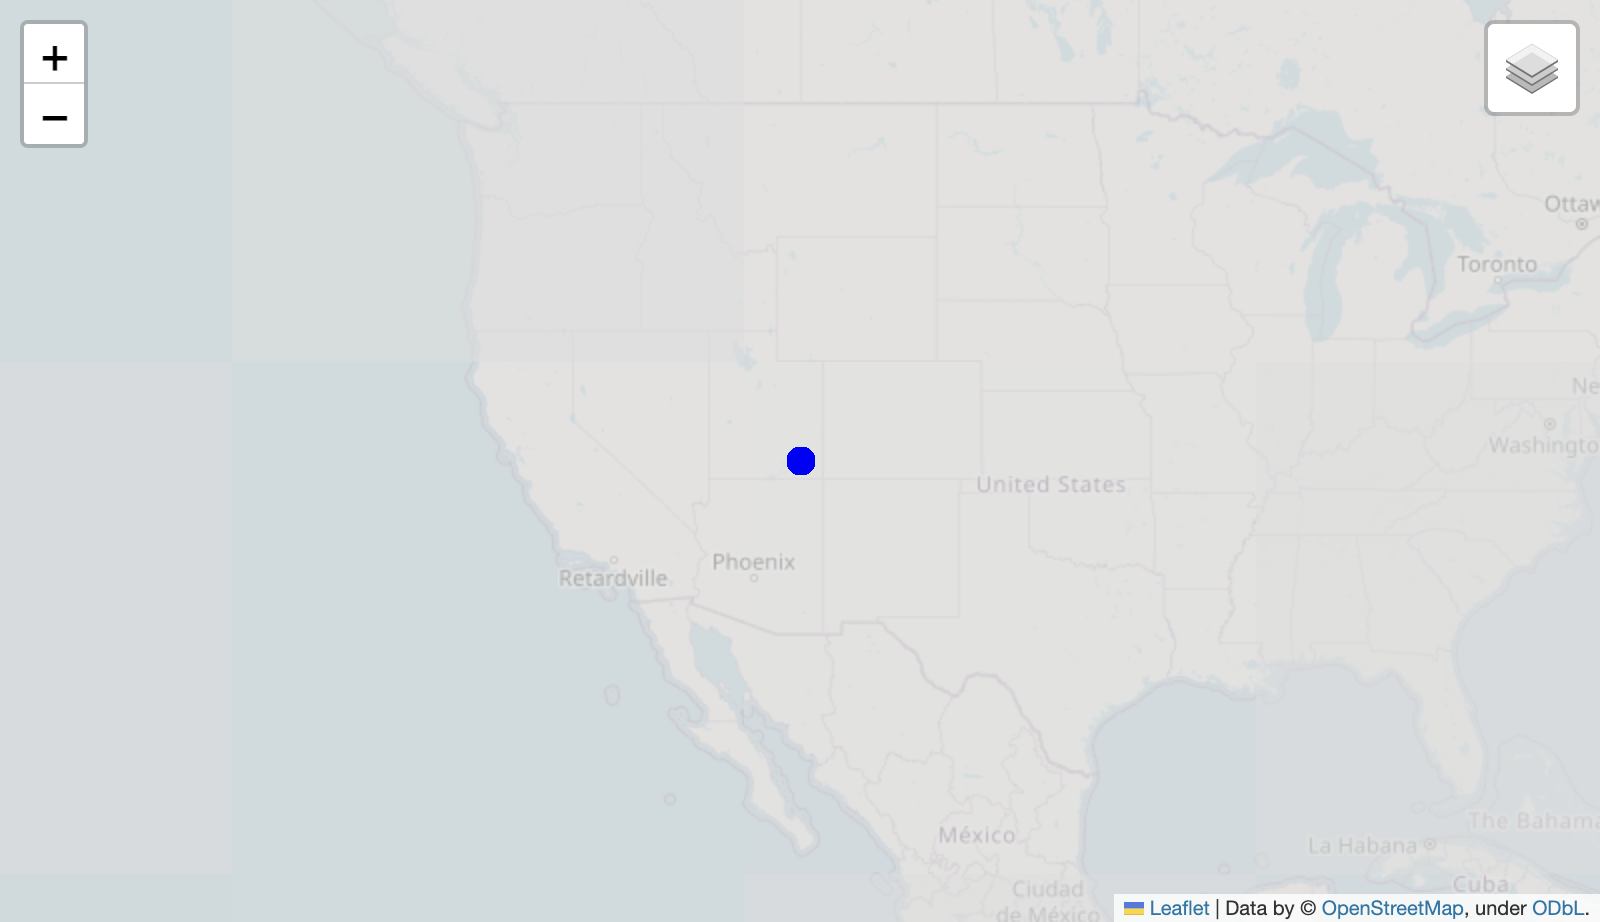 +
−
Ottaw
Toronto
Ne
Washingto
United States
Phoenix
Retardville
México
The Bahama
La Habana
Cuba
Ciudad
de México
Leaflet | Data by © OpenStreetMap, under ODbL.